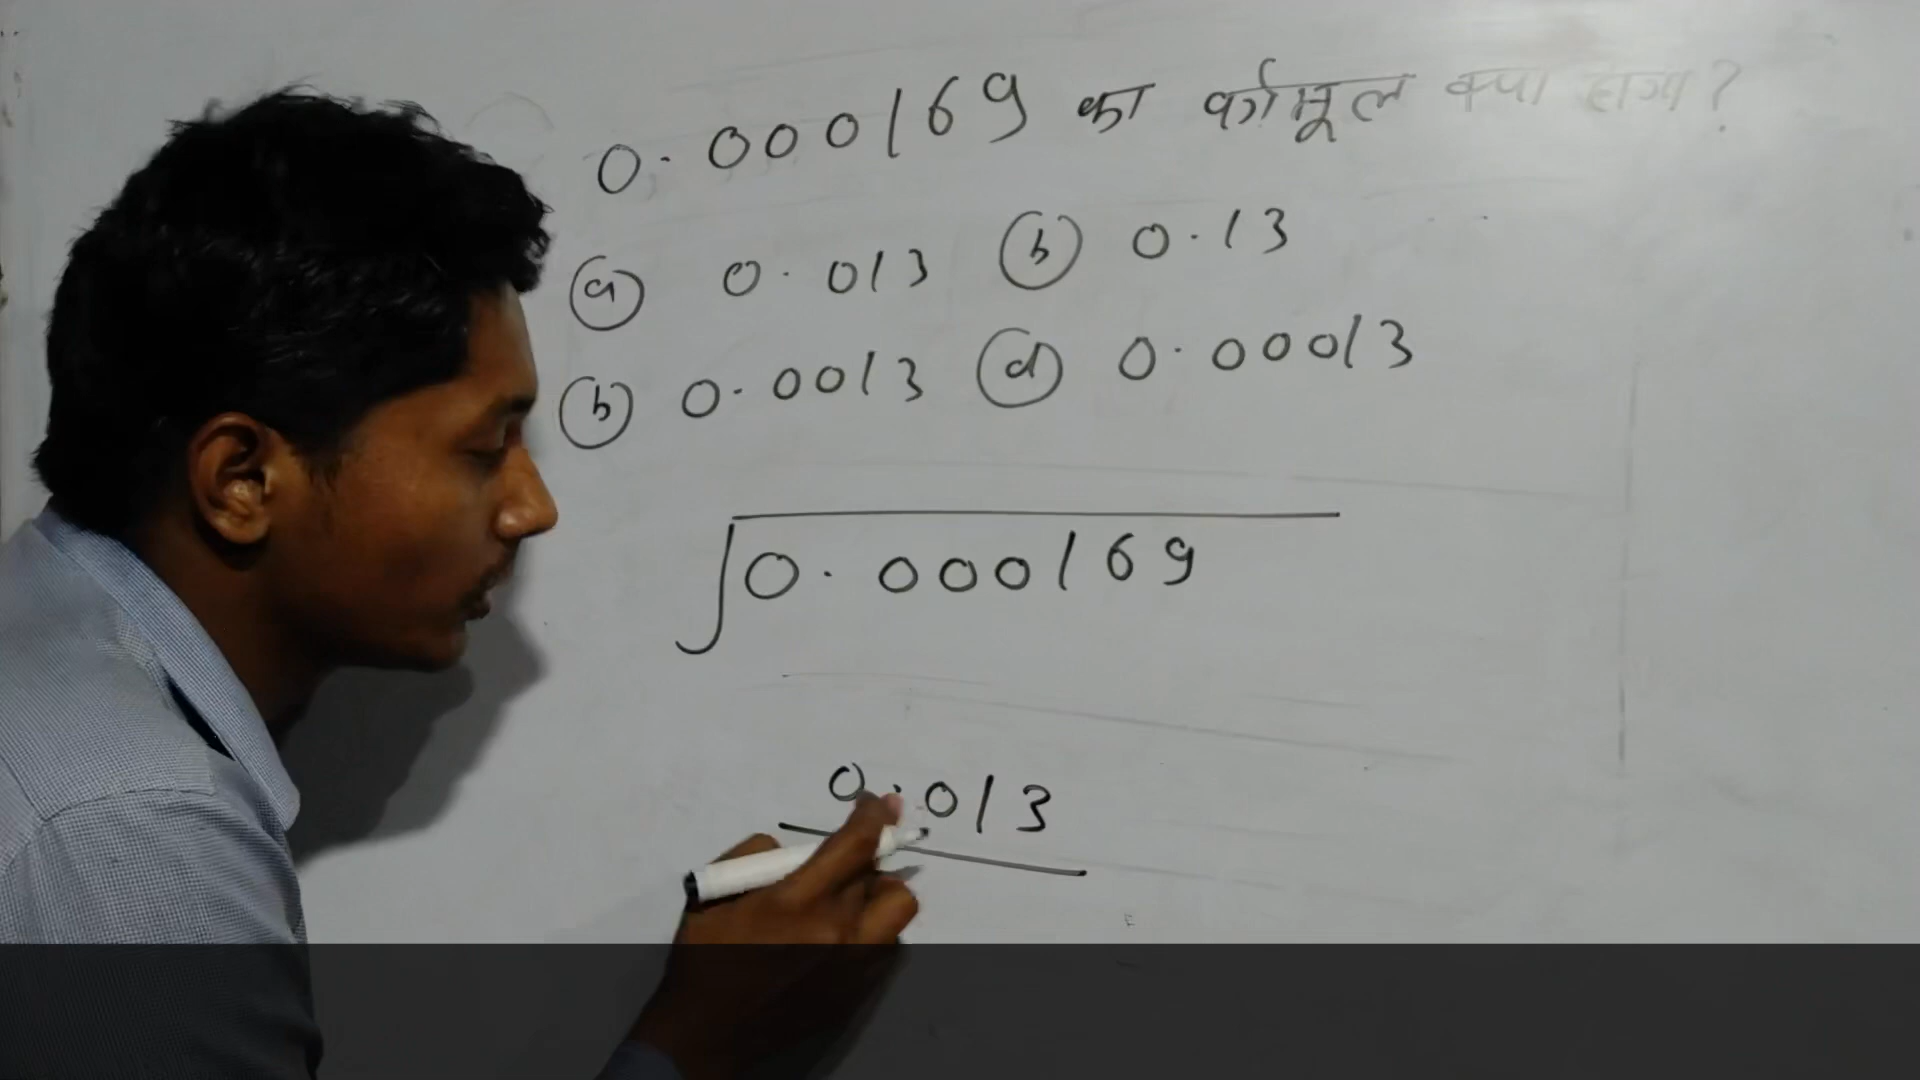 0.000169 का वर्गमूल क्या होगा?
(a) 0.013 (b) 0.13
(b) 0.0013 (d) 0.00013
√0.000169
0.013